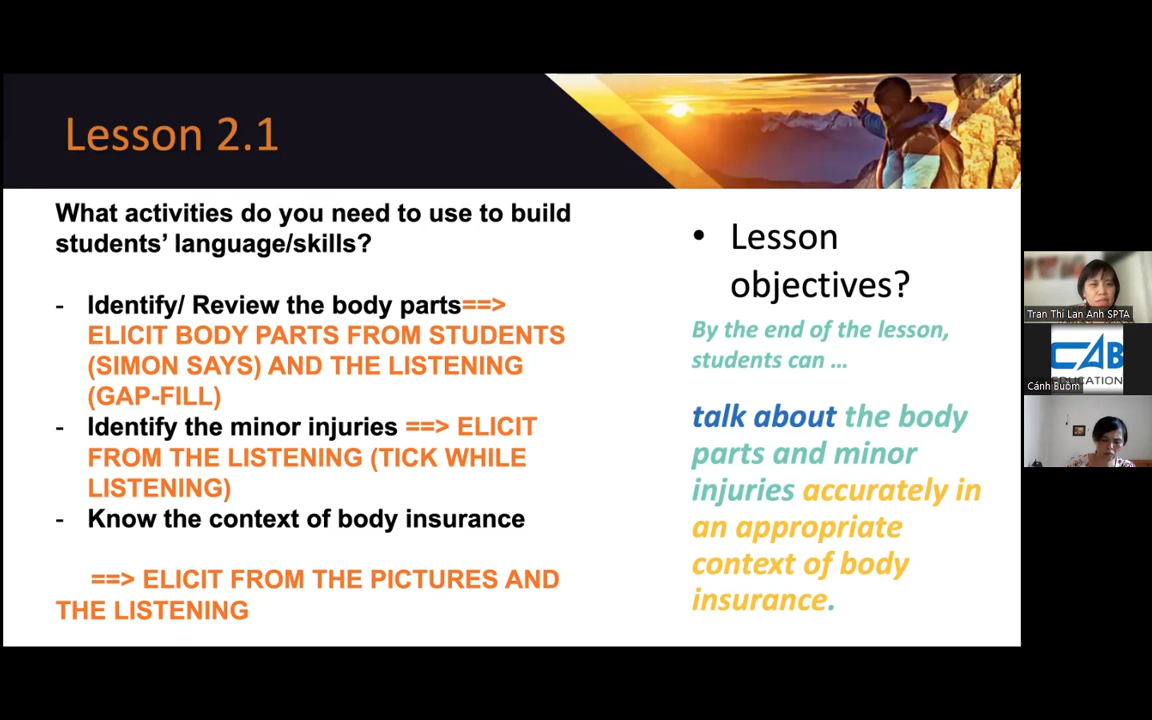 Lesson 2.1
What activities do you need to use to build
students' language/skills?
- Identify/ Review the body parts==>
ELICIT BODY PARTS FROM STUDENTS
(SIMON SAYS) AND THE LISTENING
(GAP-FILL)
- Identify the minor injuries ==> ELICIT
FROM THE LISTENING (TICK WHILE
LISTENING)
- Know the context of body insurance
==> ELICIT FROM THE PICTURES AND
THE LISTENING
• Lesson
objectives?
By the end of the lesson,
students can ...
talk about the body
parts and minor
injuries accurately in
an appropriate
context of body
insurance.
Tran Thi Lan Anh SPTA
CAB
EDUCATION
Cánh Buồm